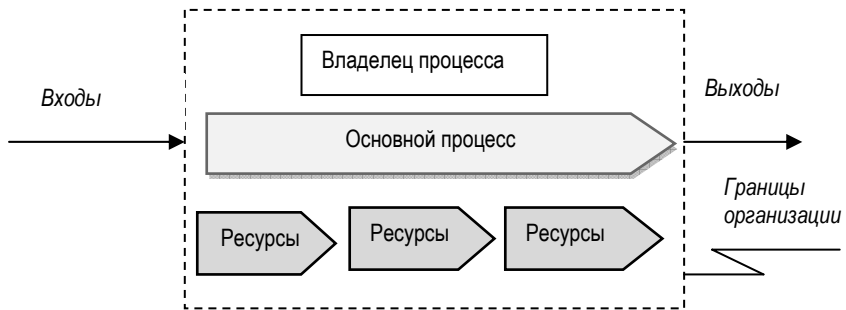 Владелец процесса
Входы
Выходы
Основной процесс
Границы
организации
Ресурсы
Ресурсы
Ресурсы